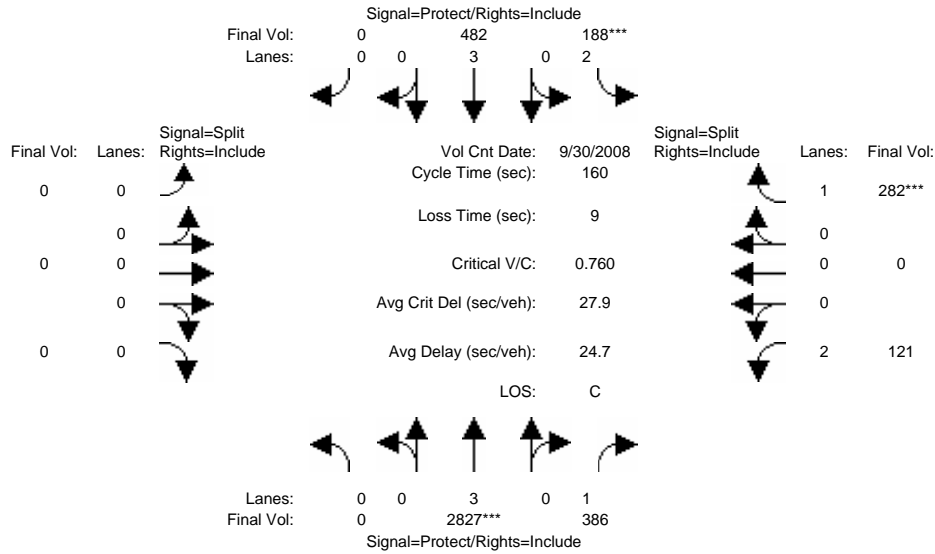 Signal=Protect/Rights=Include
Final Vol: 0 482 188***
Lanes: 0 0 3 0 2
Signal=Split
Final Vol: Lanes: Rights=Include
Vol Cnt Date: 9/30/2008
Signal=Split
Rights=Include Lanes: Final Vol:
Cycle Time (sec): 160
0 0
1 282***
Loss Time (sec): 9
0
0
0 0
Critical V/C: 0.760
0 0
0
Avg Crit Del (sec/veh): 27.9
0
0 0
Avg Delay (sec/veh): 24.7
2 121
LOS: C
Lanes: 0 0 3 0 1
Final Vol: 0 2827*** 386
Signal=Protect/Rights=Include